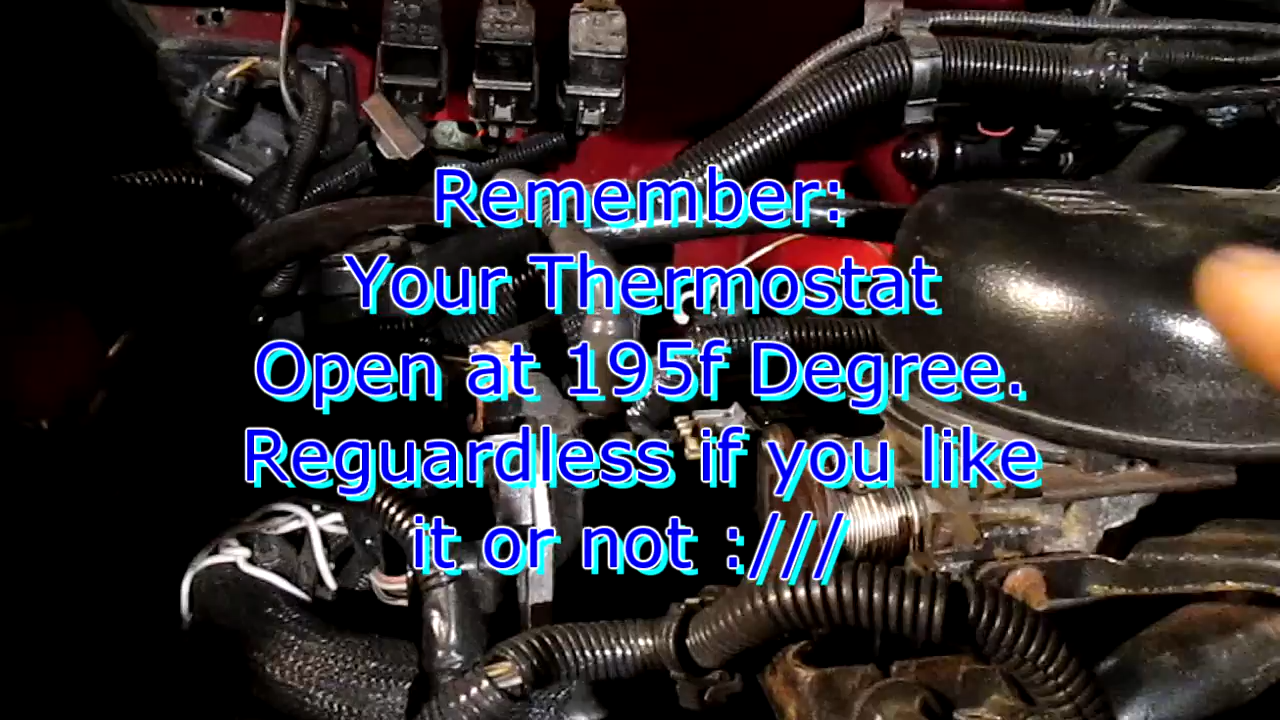 Remember:
Your Thermostat
Open at 195f Degree.
Reguardless if you like
it or not :///